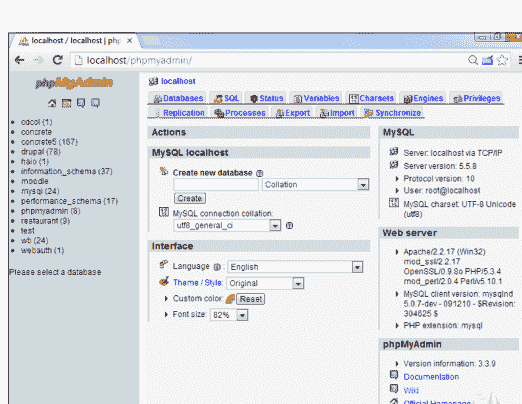 localhost / localhost | php
localhost/phpmyadmin/
phpMyAdmin
cdcol (1)
concrete
concrete5 (167)
drupal (78)
hsio (1)
information_schema (37)
moodle
mysql (24)
performance_schema (17)
phpmyadmin (8)
restaurant (9)
test
wb (24)
webauth (1)
Please select a database
localhost
Databases SQL Status Variables Charsets Engines Privileges
Replication Processes Export Import Synchronize
Actions
MySQL localhost
Create new database
Collation
Create
MySQL connection collation:
utf8_general_ci
Interface
Language : English
Theme / Style: Original
Custom color: Reset
Font size: 82%
MySQL
Server: localhost via TCP/IP
Server version: 5.5.8
Protocol version: 10
User: root@localhost
MySQL charset: UTF-8 Unicode
(utf8)
Web server
Apache/2.2.17 (Win32)
mod_ssl/2.2.17
OpenSSL/0.9.8o PHP/5.3.4
mod_perl/2.0.4 Perl/v5.10.1
MySQL client version: mysqlnd
5.0.7-dev - 091210 - $Revision:
304625 $
PHP extension: mysql
phpMyAdmin
Version information: 3.3.9
Documentation
Wiki
Official Homepage